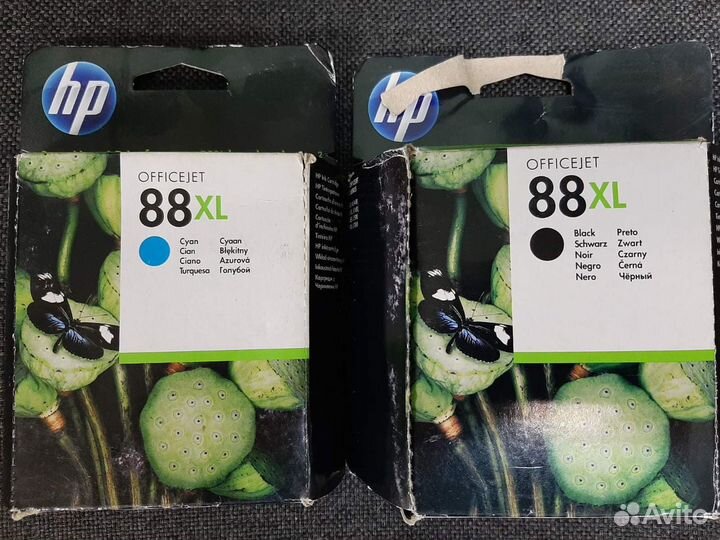 hp
OFFICEJET
88XL
Cyan Cyaan
Cian Błękitny
Ciano Azurová
Turquesa Голубой
hp
OFFICEJET
88XL
Black Preto
Schwarz Zwart
Noir Czarny
Negro Černá
Nero Чёрный
Avito